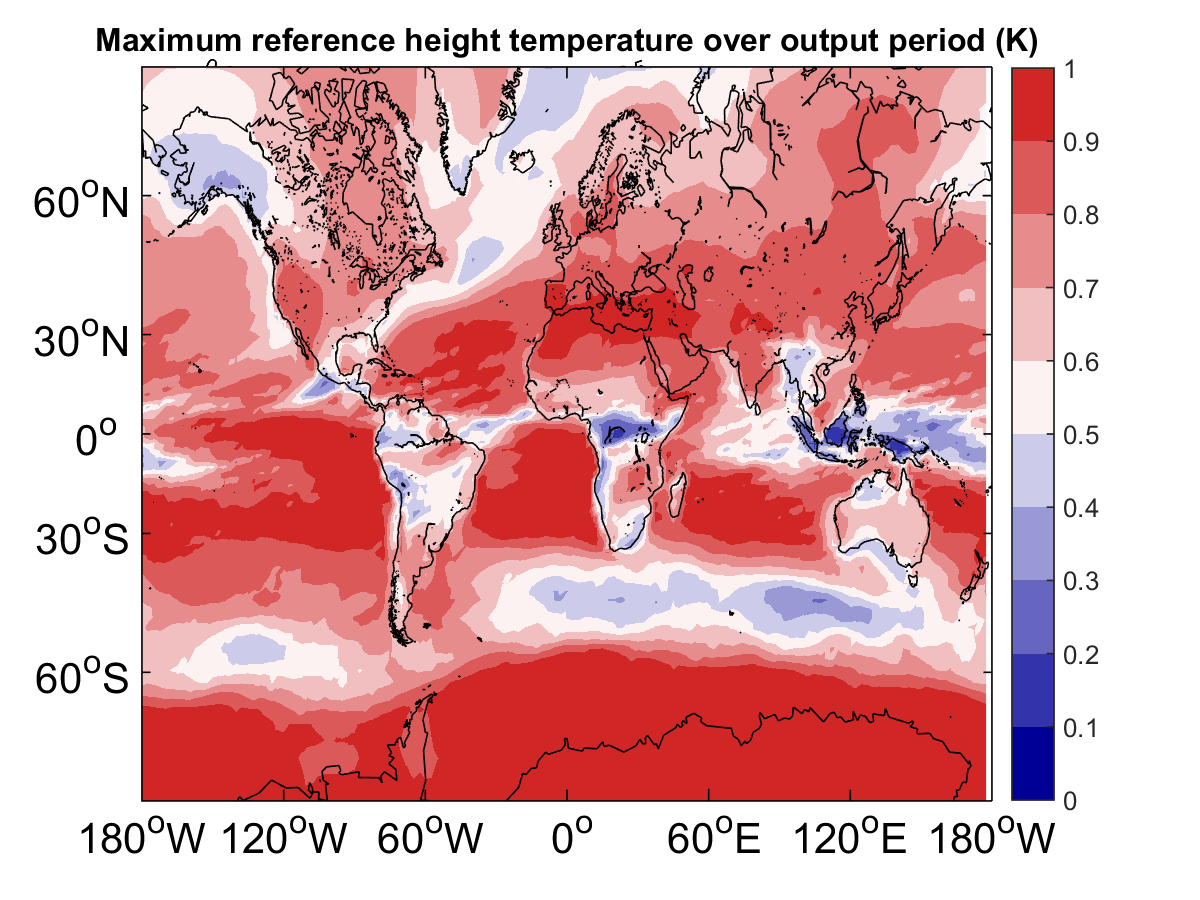 Maximum reference height temperature over output period (K)
60°N
30°N
0°
30°S
60°S
180°W 120°W 60°W 0° 60°E 120°E 180°W
1
0.9
0.8
0.7
0.6
0.5
0.4
0.3
0.2
0.1
0